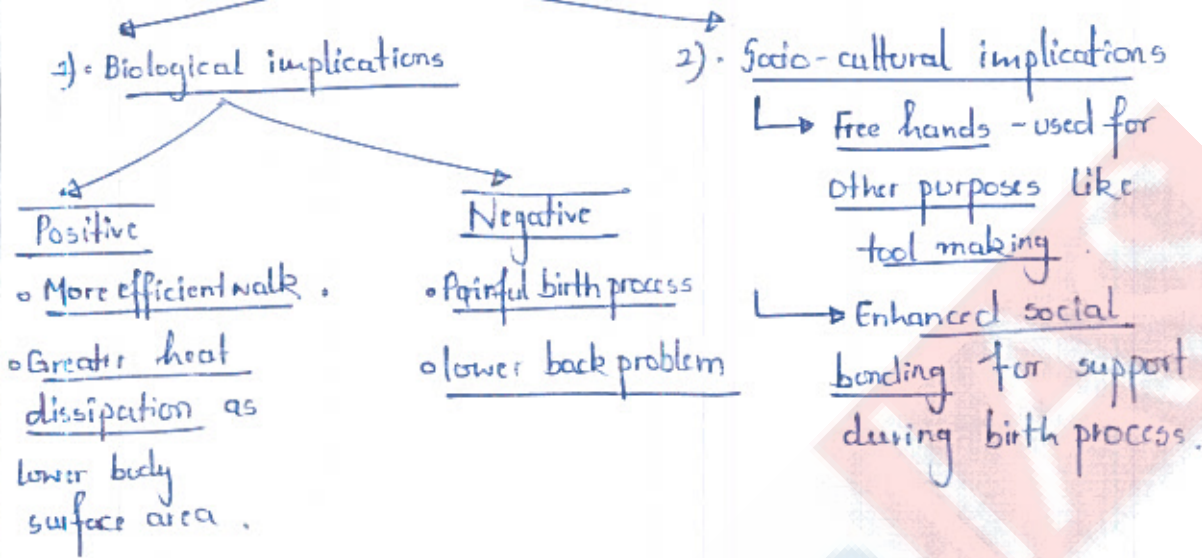 1). Biological implications
Positive
• More efficient walk.
• Greater heat
dissipation as
lower body
surface area.
Negative
• Painful birth process
• lower back problem
2). Socio-cultural implications
Free hands - used for
other purposes like
tool making.
Enhanced social
bonding for support
during birth process.
IAS